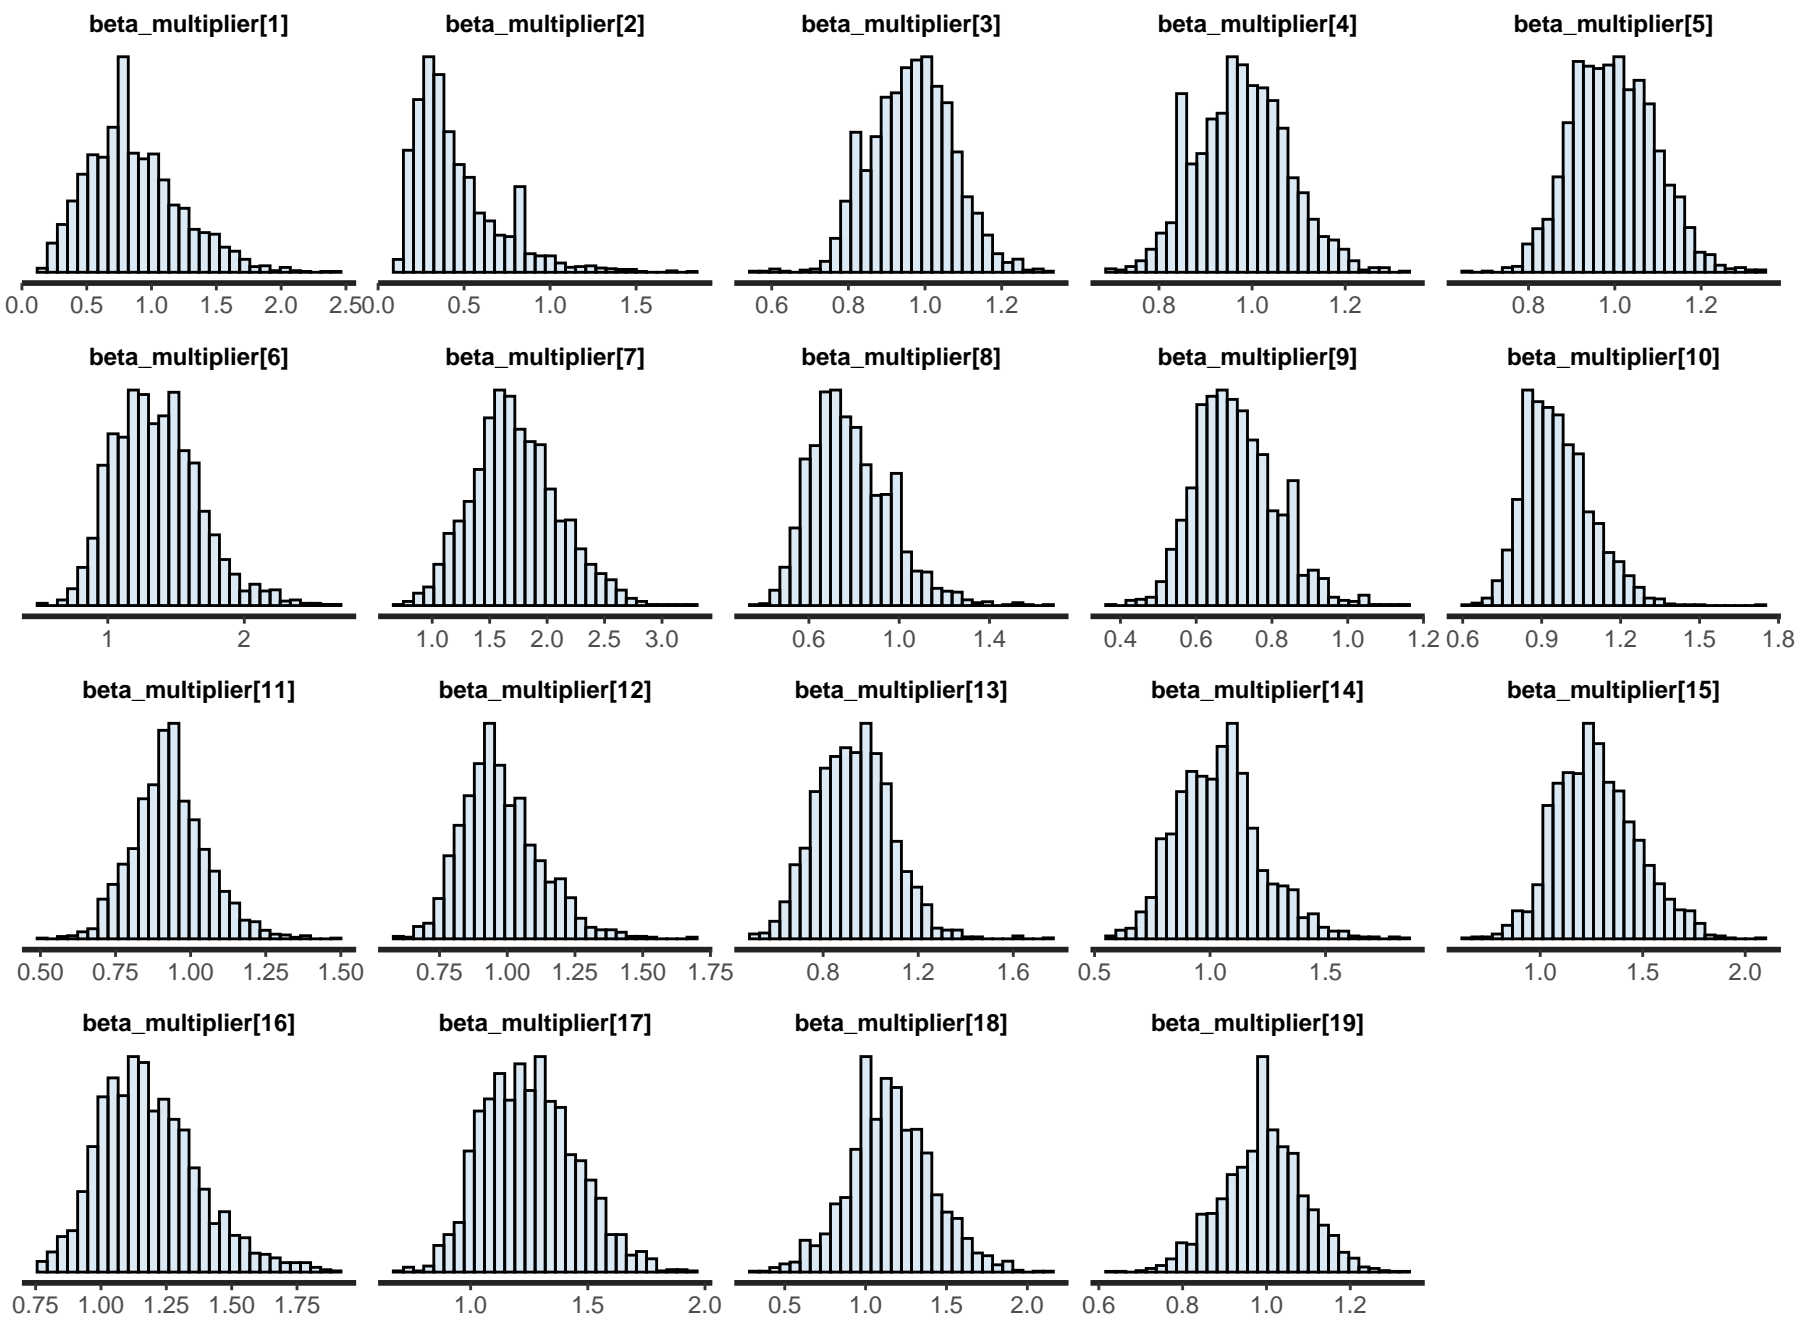 beta_multiplier[1] beta_multiplier[2] beta_multiplier[3] beta_multiplier[4] beta_multiplier[5]
0.0 0.5 1.0 1.5 2.0 2.5 0.0 0.5 1.0 1.5 0.6 0.8 1.0 1.2 0.8 1.0 1.2 0.8 1.0 1.2
beta_multiplier[6] beta_multiplier[7] beta_multiplier[8] beta_multiplier[9] beta_multiplier[10]
1 2 1.0 1.5 2.0 2.5 3.0 0.6 1.0 1.4 0.4 0.6 0.8 1.0 1.2 0.6 0.9 1.2 1.5 1.8
beta_multiplier[11] beta_multiplier[12] beta_multiplier[13] beta_multiplier[14] beta_multiplier[15]
0.50 0.75 1.00 1.25 1.50 0.75 1.00 1.25 1.50 1.75 0.8 1.2 1.6 0.5 1.0 1.5 1.0 1.5 2.0
beta_multiplier[16] beta_multiplier[17] beta_multiplier[18] beta_multiplier[19]
0.75 1.00 1.25 1.50 1.75 1.0 1.5 2.0 0.5 1.0 1.5 2.0 0.6 0.8 1.0 1.2